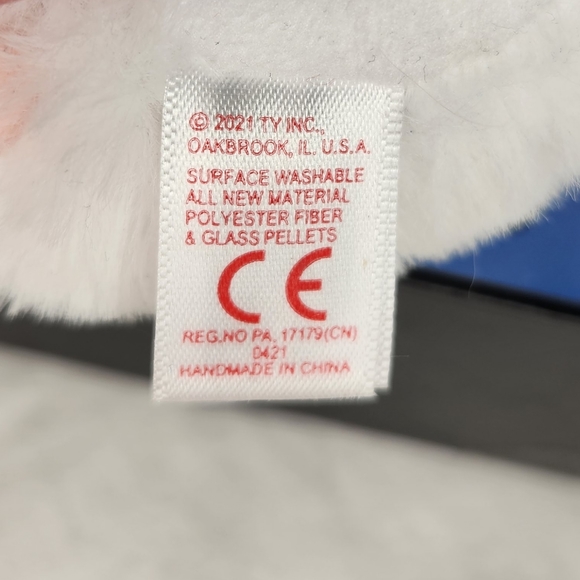 © 2021 TY INC.,
OAKBROOK, IL. U.S.A.
SURFACE WASHABLE
ALL NEW MATERIAL
POLYESTER FIBER
& GLASS PELLETS
CE
REG.NO PA. 17179(CN)
0421
HANDMADE IN CHINA